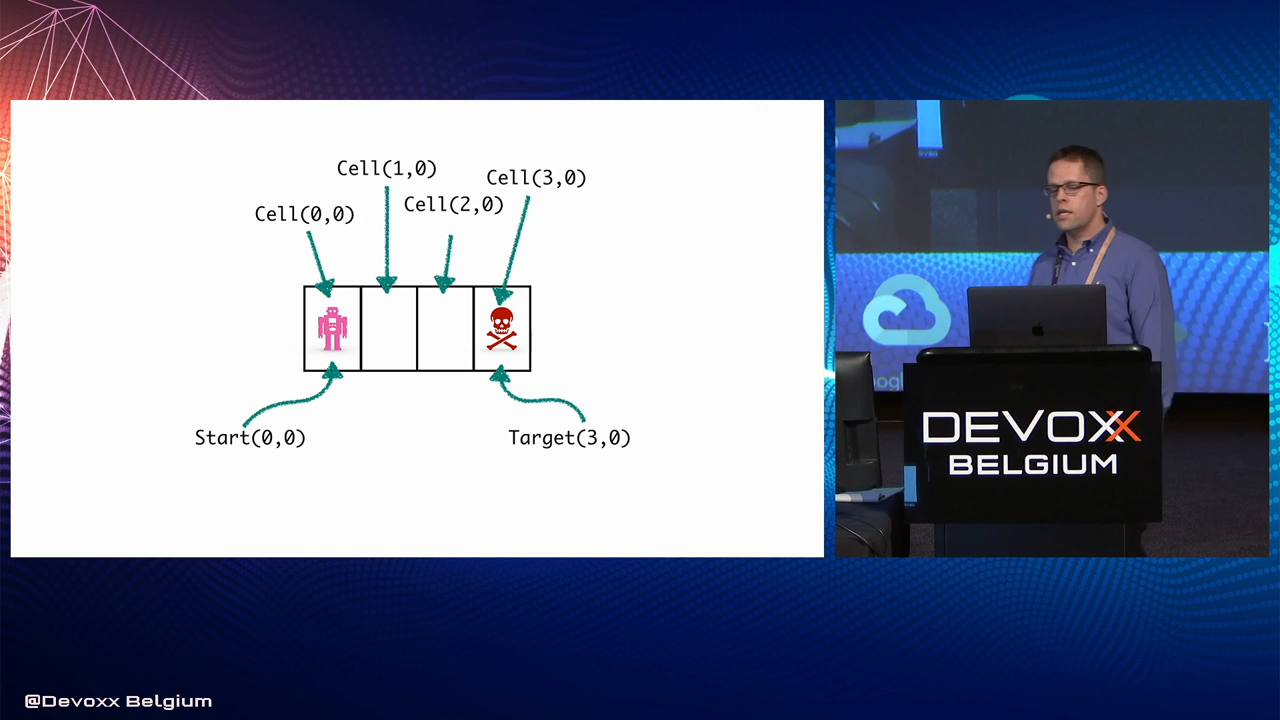 Cell(1,0)
Cell(3,0)
Cell(2,0)
Cell(0,0)
Start(0,0)
Target(3,0)
DEVOXX
BELGIUM
@Devoxx Belgium